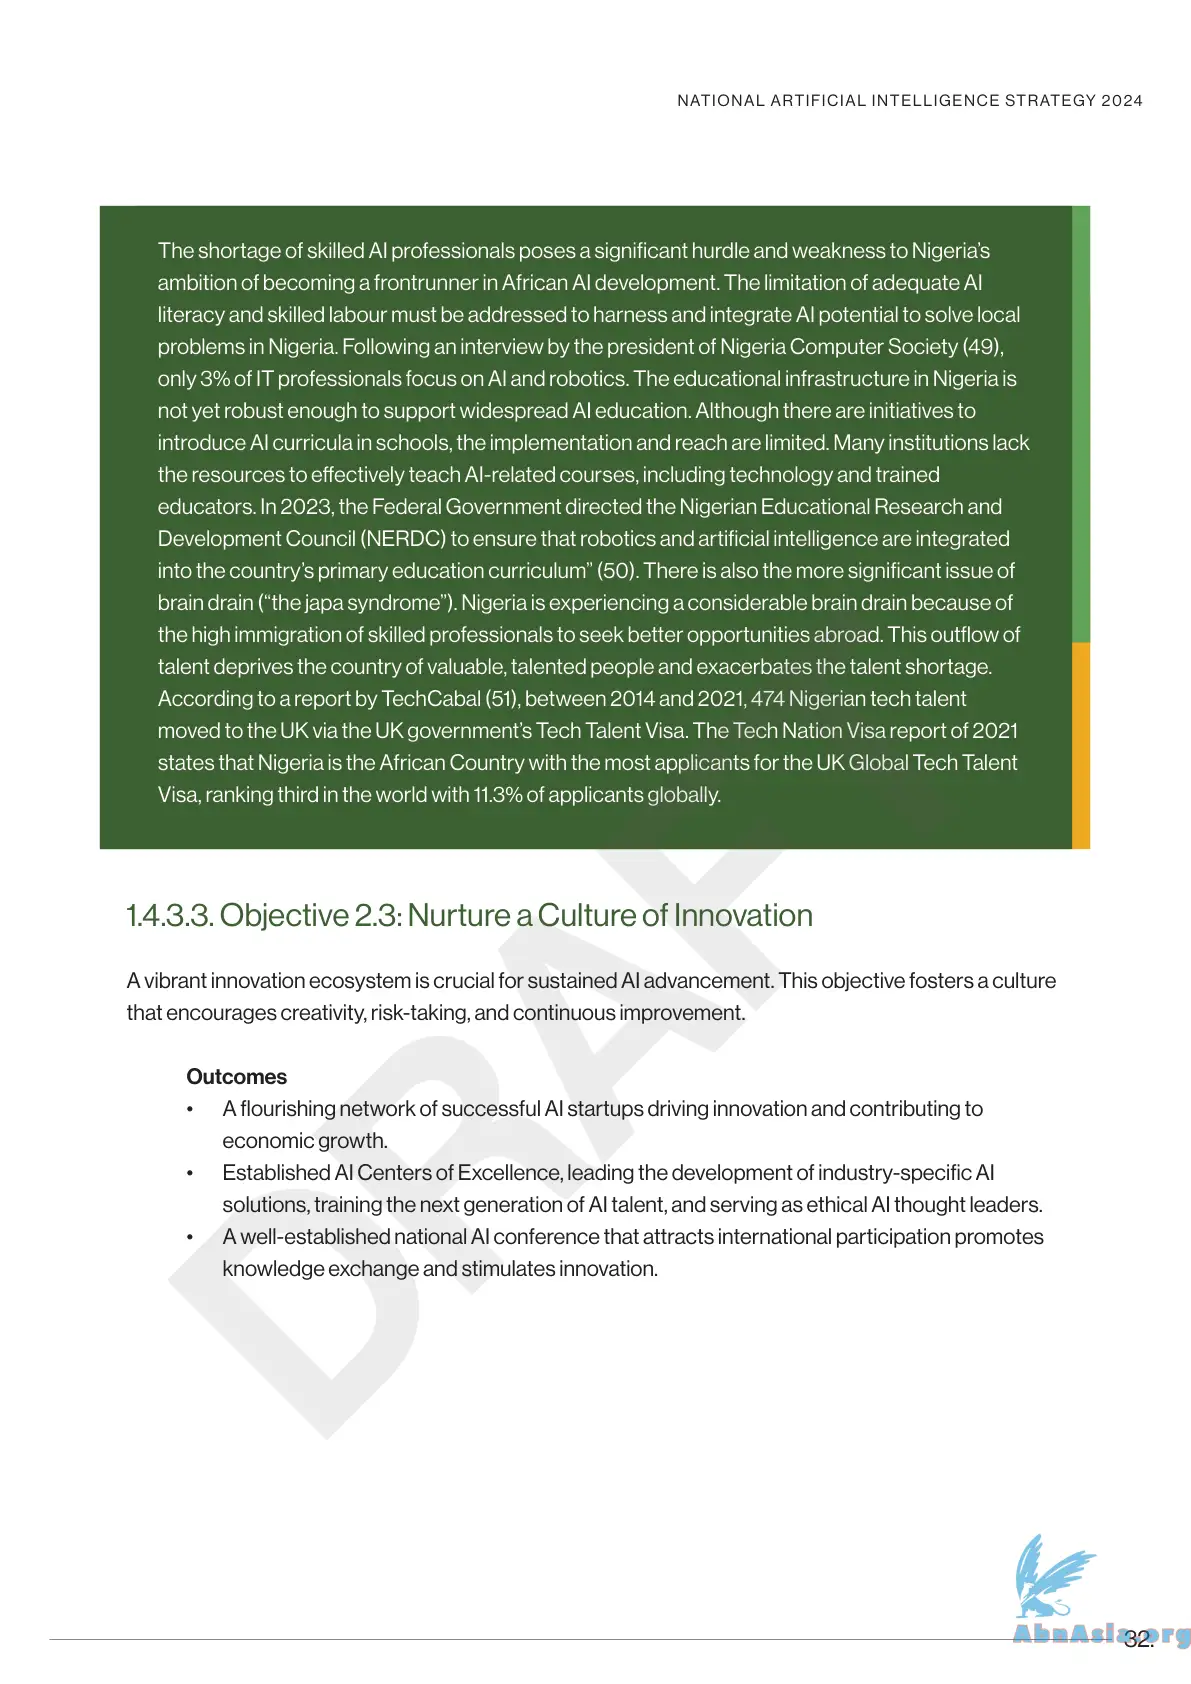 NATIONAL ARTIFICIAL INTELLIGENCE STRATEGY 2024
The shortage of skilled AI professionals poses a significant hurdle and weakness to Nigeria’s
ambition of becoming a frontrunner in African AI development. The limitation of adequate AI
literacy and skilled labour must be addressed to harness and integrate AI potential to solve local
problems in Nigeria. Following an interview by the president of Nigeria Computer Society (49),
only 3% of IT professionals focus on AI and robotics. The educational infrastructure in Nigeria is
not yet robust enough to support widespread AI education. Although there are initiatives to
introduce AI curricula in schools, the implementation and reach are limited. Many institutions lack
the resources to effectively teach AI-related courses, including technology and trained
educators. In 2023, the Federal Government directed the Nigerian Educational Research and
Development Council (NERDC) to ensure that robotics and artificial intelligence are integrated
into the country’s primary education curriculum” (50). There is also the more significant issue of
brain drain (“the japa syndrome”). Nigeria is experiencing a considerable brain drain because of
the high immigration of skilled professionals to seek better opportunities abroad. This outflow of
talent deprives the country of valuable, talented people and exacerbates the talent shortage.
According to a report by TechCabal (51), between 2014 and 2021, 474 Nigerian tech talent
moved to the UK via the UK government’s Tech Talent Visa. The Tech Nation Visa report of 2021
states that Nigeria is the African Country with the most applicants for the UK Global Tech Talent
Visa, ranking third in the world with 11.3% of applicants globally.
1.4.3.3. Objective 2.3: Nurture a Culture of Innovation
A vibrant innovation ecosystem is crucial for sustained AI advancement. This objective fosters a culture
that encourages creativity, risk-taking, and continuous improvement.
Outcomes
• A flourishing network of successful AI startups driving innovation and contributing to
economic growth.
• Established AI Centers of Excellence, leading the development of industry-specific AI
solutions, training the next generation of AI talent, and serving as ethical AI thought leaders.
• A well-established national AI conference that attracts international participation promotes
knowledge exchange and stimulates innovation.
DRAFT
AbnAsia.org
32.